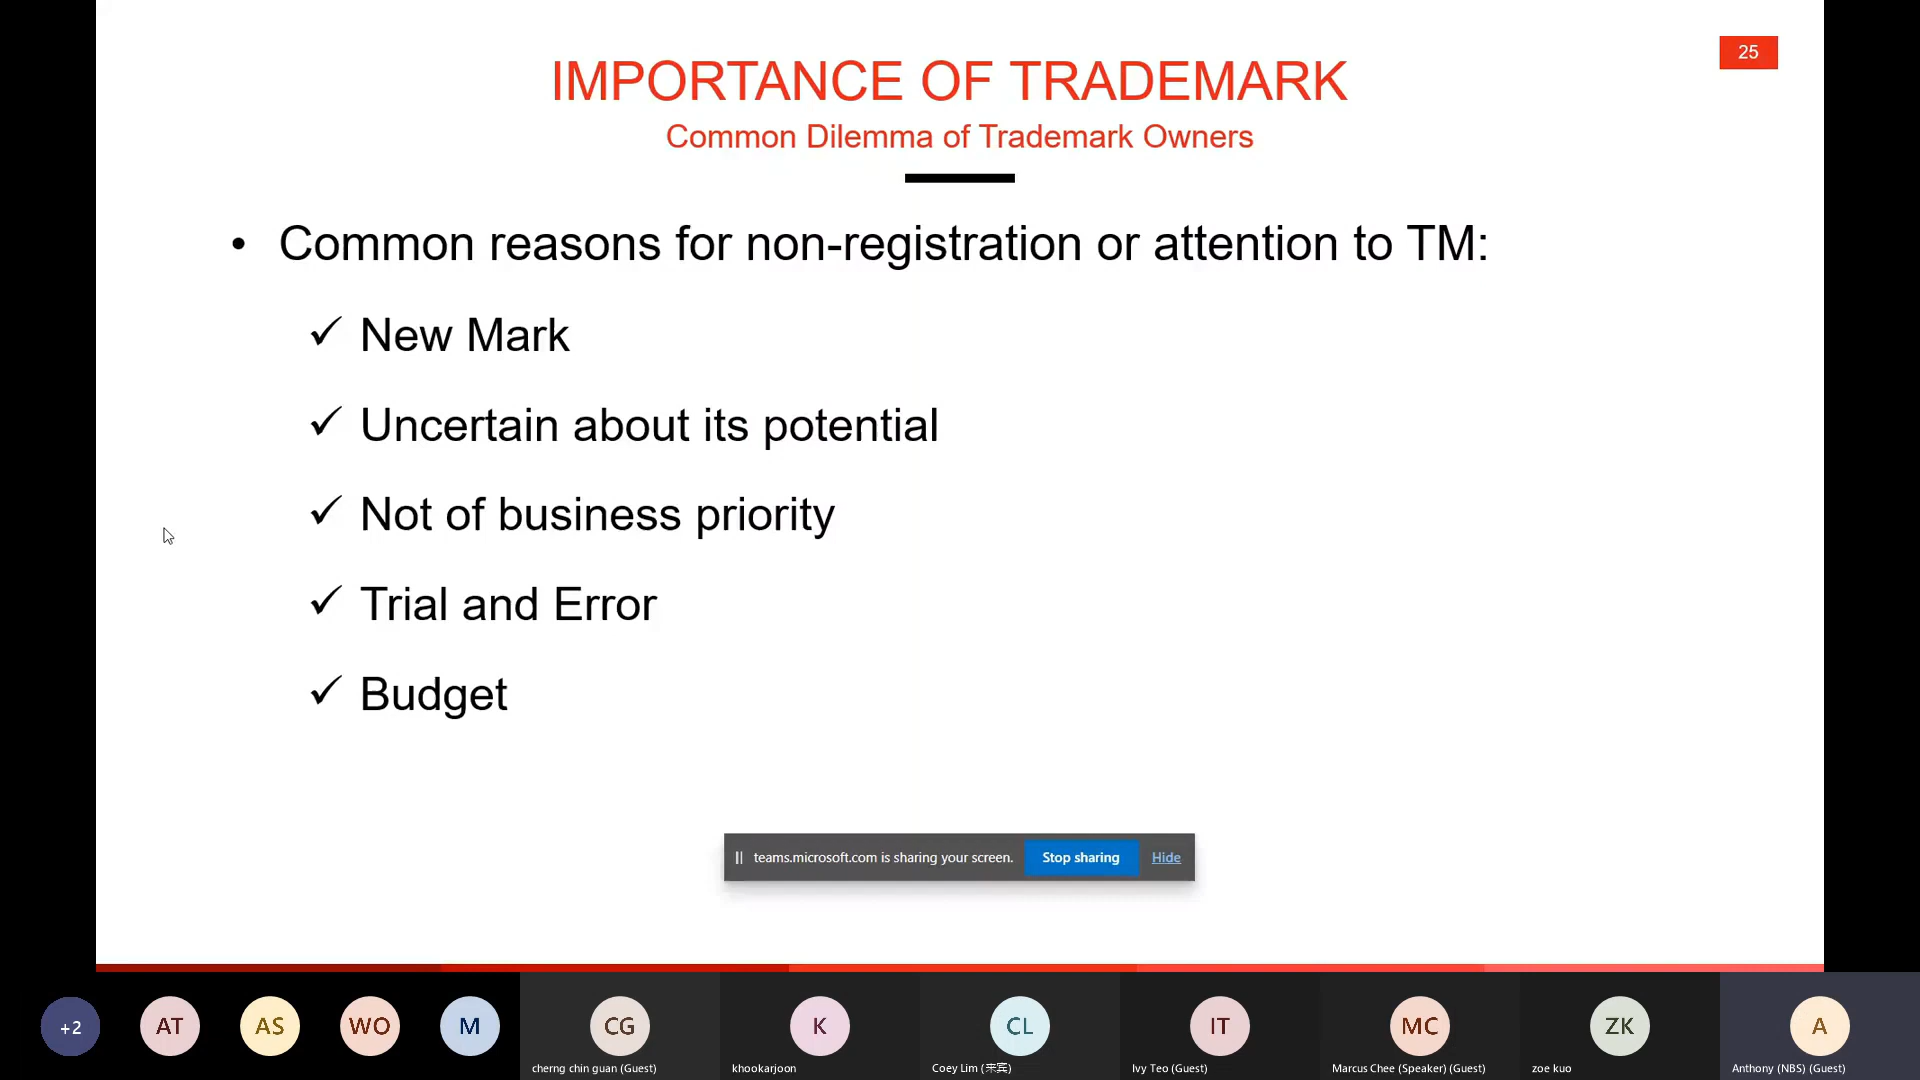 25
IMPORTANCE OF TRADEMARK
Common Dilemma of Trademark Owners
• Common reasons for non-registration or attention to TM:
✓ New Mark
✓ Uncertain about its potential
✓ Not of business priority
✓ Trial and Error
✓ Budget
teams.microsoft.com is sharing your screen. Stop sharing Hide
+2 AT AS WO M CG K CL IT MC ZK A
cherng chin guan (Guest) khookarjoon Coey Lim (来宾) Ivy Teo (Guest) Marcus Chee (Speaker) (Guest) zoe kuo Anthony (NBS) (Guest)